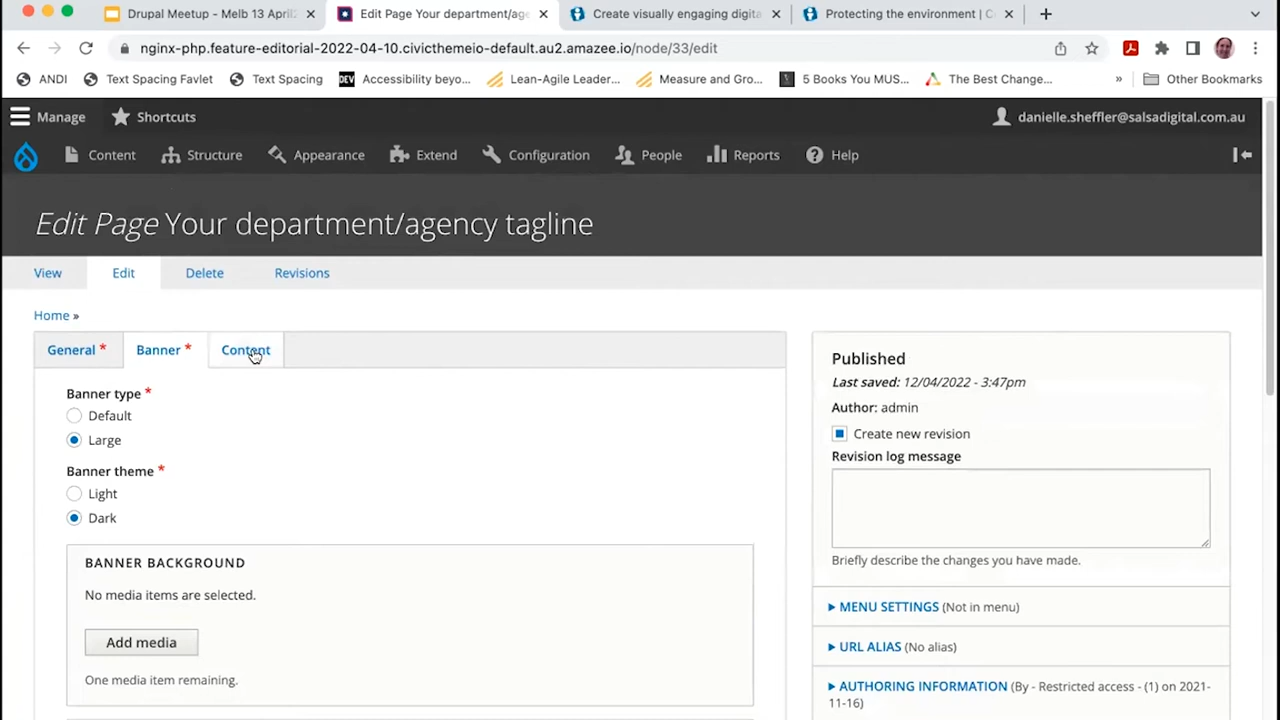 Drupal Meetup - Melb 13 April
Edit Page Your department/age
Create visually engaging digita
Protecting the environment | C
nginx-php.feature-editorial-2022-04-10.civicthemeio-default.au2.amazee.io/node/33/edit
ANDI
Text Spacing Favlet
Text Spacing
DEV
Accessibility beyo...
Lean-Agile Leader...
Measure and Gro...
5 Books You MUS...
The Best Change...
»
Other Bookmarks
Manage
Shortcuts
danielle.sheffler@salsadigital.com.au
Content
Structure
Appearance
Extend
Configuration
People
Reports
Help
Edit Page Your department/agency tagline
View
Edit
Delete
Revisions
Home »
General *
Banner *
Content
Banner type *
Default
Large
Banner theme *
Light
Dark
BANNER BACKGROUND
No media items are selected.
Add media
One media item remaining.
Published
Last saved: 12/04/2022 - 3:47pm
Author: admin
Create new revision
Revision log message
Briefly describe the changes you have made.
MENU SETTINGS (Not in menu)
URL ALIAS (No alias)
AUTHORING INFORMATION (By - Restricted access - (1) on 2021-
11-16)